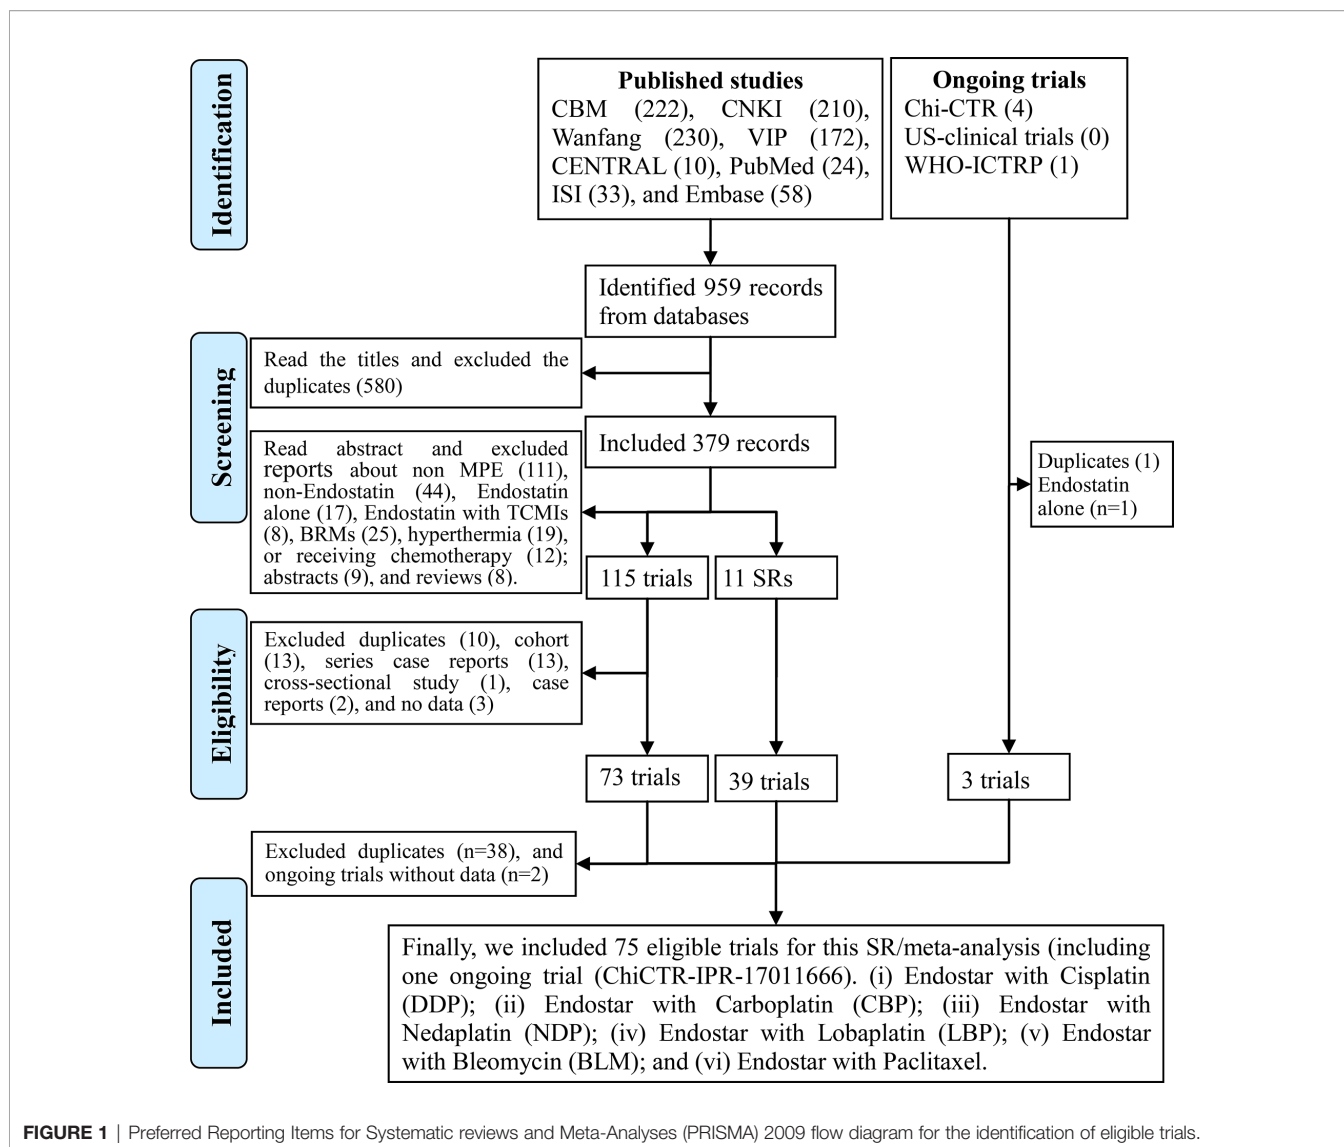 Identification
Published studies
CBM (222), CNKI (210),
Wanfang (230), VIP (172),
CENTRAL (10), PubMed (24),
ISI (33), and Embase (58)
Ongoing trials
Chi-CTR (4)
US-clinical trials (0)
WHO-ICTRP (1)
Identified 959 records
from databases
Screening
Read the titles and excluded the
duplicates (580)
Included 379 records
Read abstract and excluded
reports about non MPE (111),
non-Endostatin (44), Endostatin
alone (17), Endostatin with TCMIs
(8), BRMs (25), hyperthermia (19),
or receiving chemotherapy (12);
abstracts (9), and reviews (8).
Duplicates (1)
Endostatin
alone (n=1)
115 trials
11 SRs
Eligibility
Excluded duplicates (10), cohort
(13), series case reports (13),
cross-sectional study (1), case
reports (2), and no data (3)
73 trials
39 trials
3 trials
Excluded duplicates (n=38), and
ongoing trials without data (n=2)
Included
Finally, we included 75 eligible trials for this SR/meta-analysis (including
one ongoing trial (ChiCTR-IPR-17011666). (i) Endostar with Cisplatin
(DDP); (ii) Endostar with Carboplatin (CBP); (iii) Endostar with
Nedaplatin (NDP); (iv) Endostar with Lobaplatin (LBP); (v) Endostar
with Bleomycin (BLM); and (vi) Endostar with Paclitaxel.
FIGURE 1 | Preferred Reporting Items for Systematic reviews and Meta-Analyses (PRISMA) 2009 flow diagram for the identification of eligible trials.